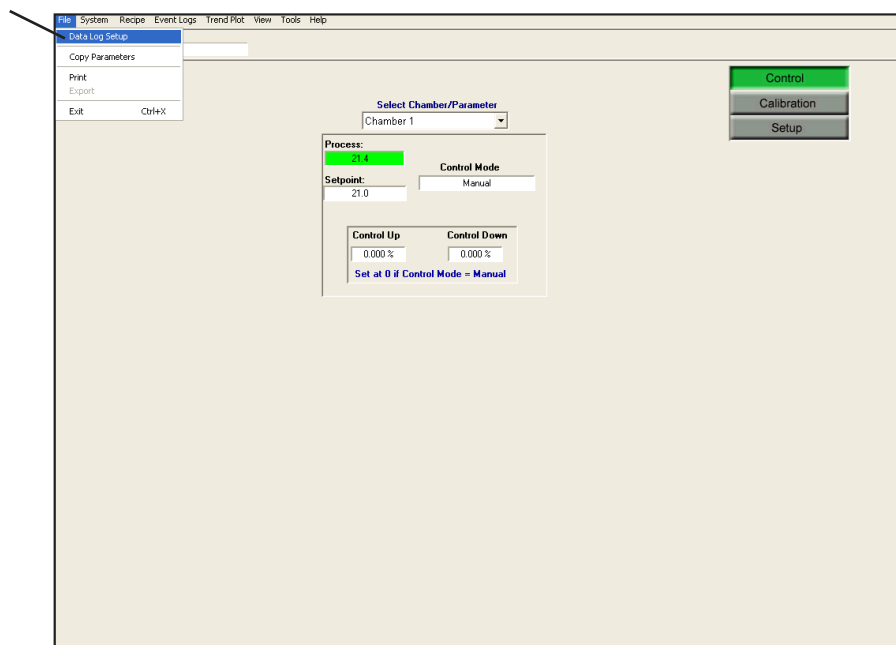 File System Recipe Event Logs Trend Plot View Tools Help
Data Log Setup
Copy Parameters
Print
Export
Exit Ctrl+X
Control
Calibration
Setup
Select Chamber/Parameter
Chamber 1
Process:
21.4
Control Mode
Manual
Setpoint:
21.0
Control Up Control Down
0.000 % 0.000 %
Set at 0 if Control Mode = Manual